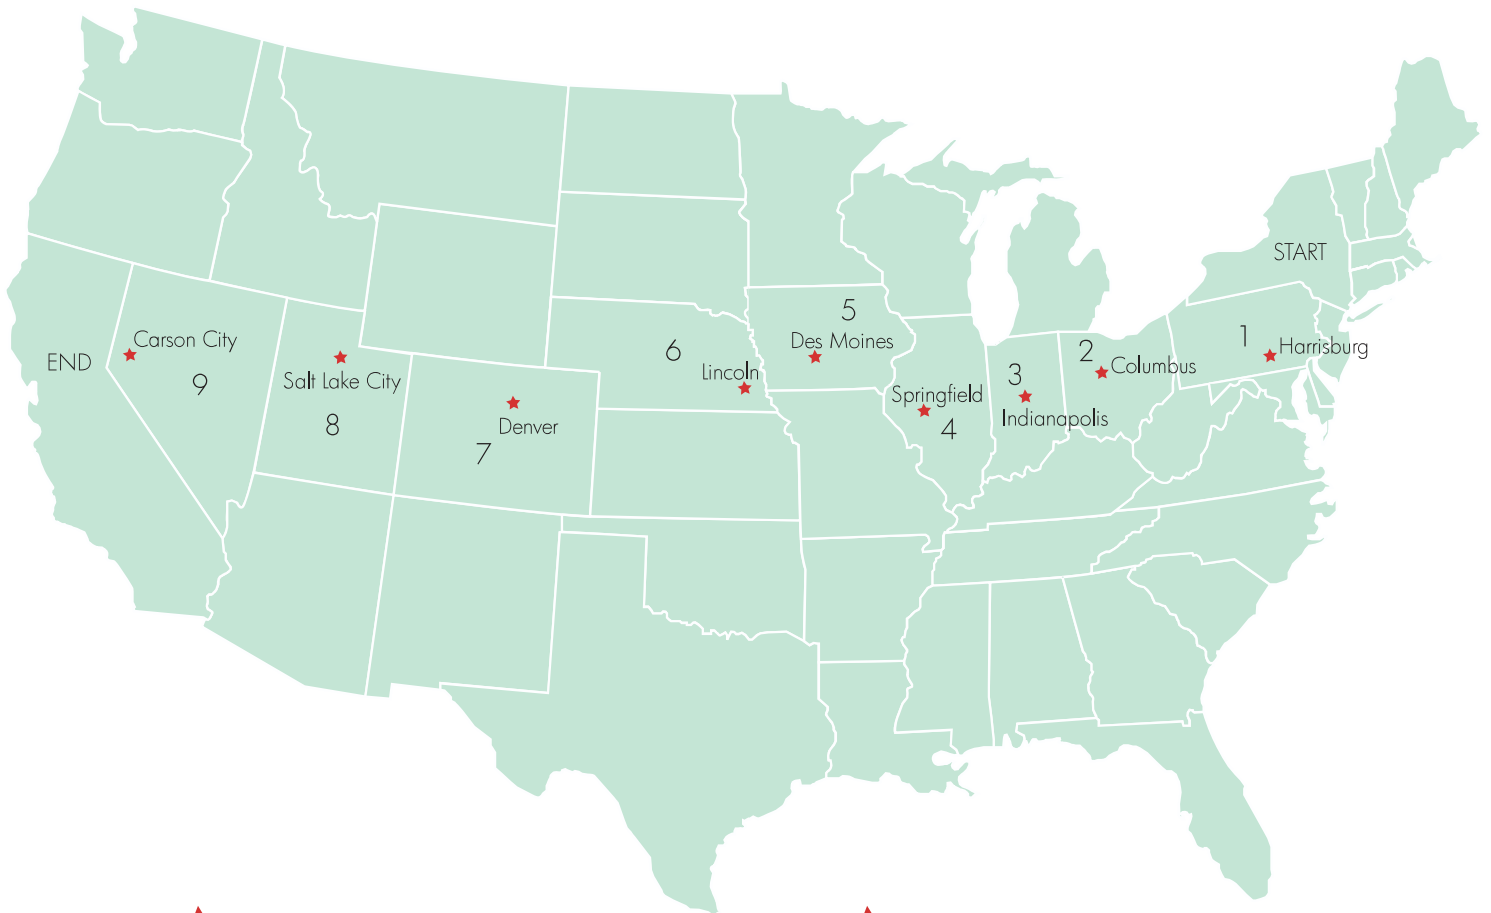 START
5
Des Moines
1
Harrisburg
Carson City
END
9
6
Lincoln
2
Columbus
Salt Lake City
8
3
Indianapolis
Springfield
4
Denver
7